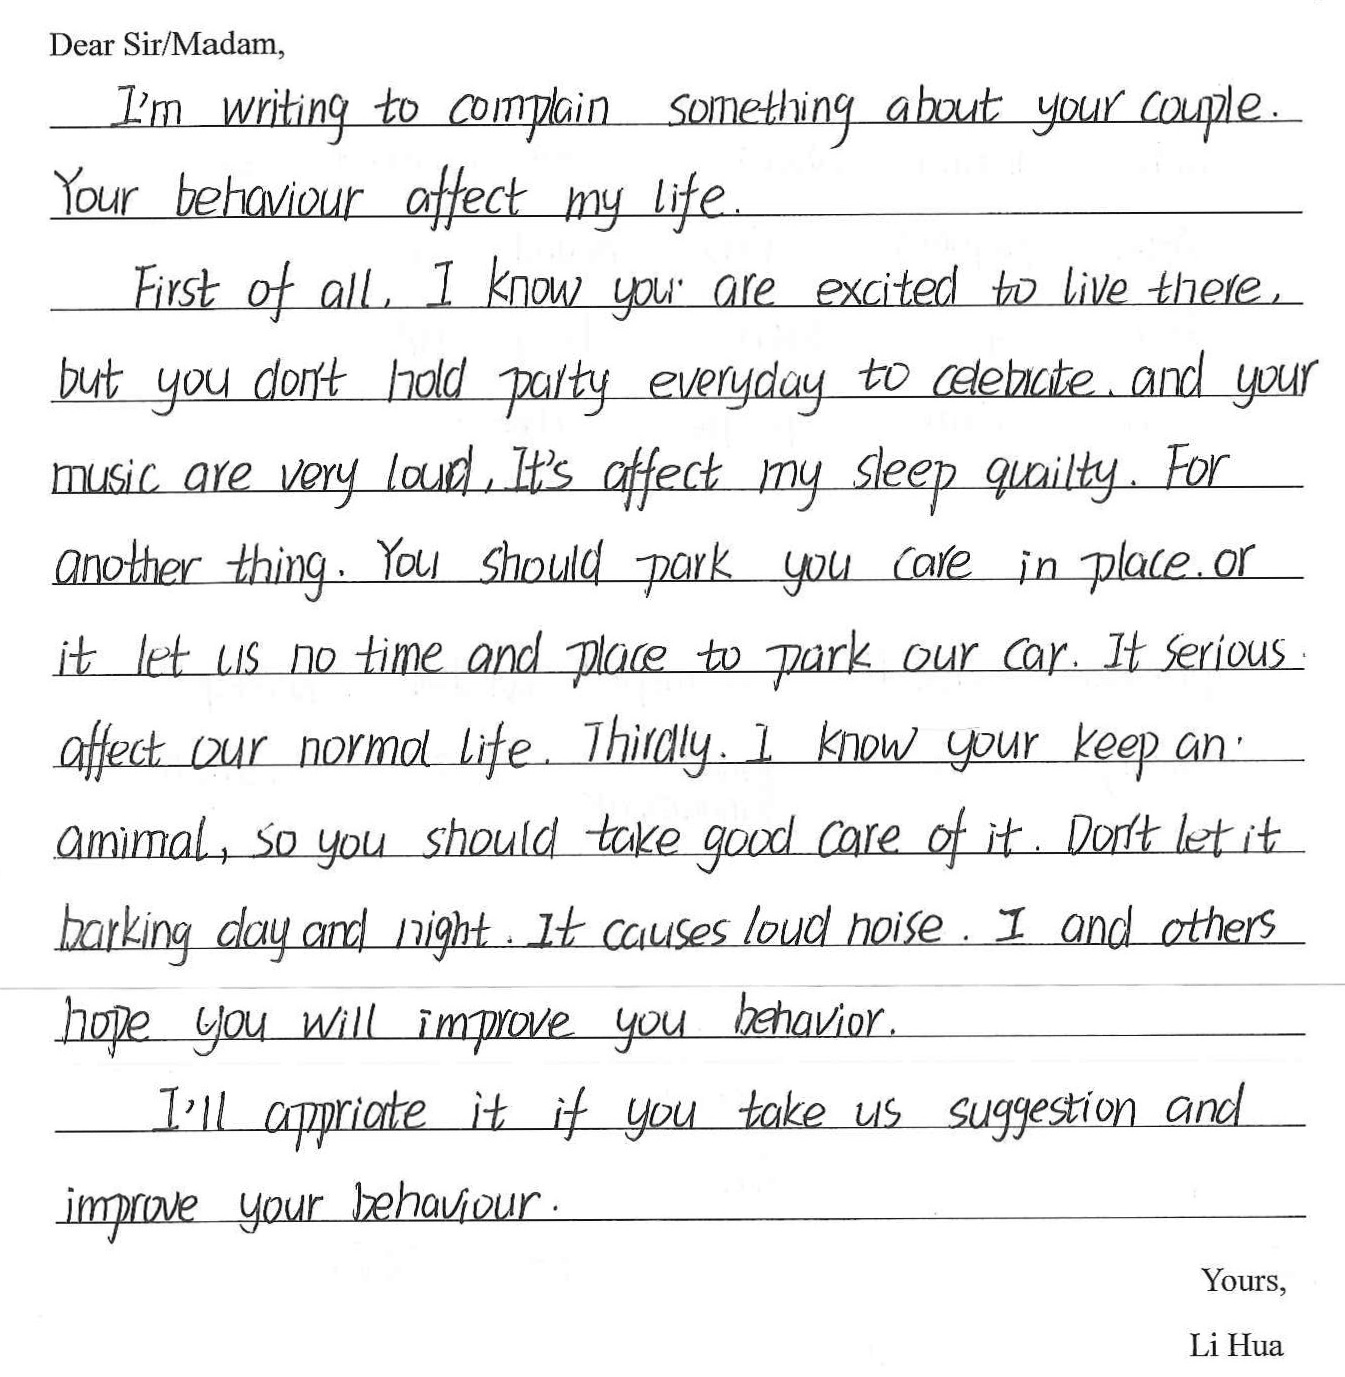 Dear Sir/Madam,
I'm writing to complain something about your couple.
Your behaviour affect my life.
First of all, I know your are excited to live there,
but you don't hold party everyday to celebrate. and your
music are very loud, It's affect my sleep quailty. For
another thing. You should park you care in place. or
it let us no time and place to park our car. It serious
affect our normal life. Thirdly. I know your keep an
amimal, so you should take good care of it. Don't let it
barking day and night. It causes loud noise. I and others
hope you will improve you behavior.
I'll appriate it if you take us suggestion and
improve your behaviour.
Yours,
Li Hua